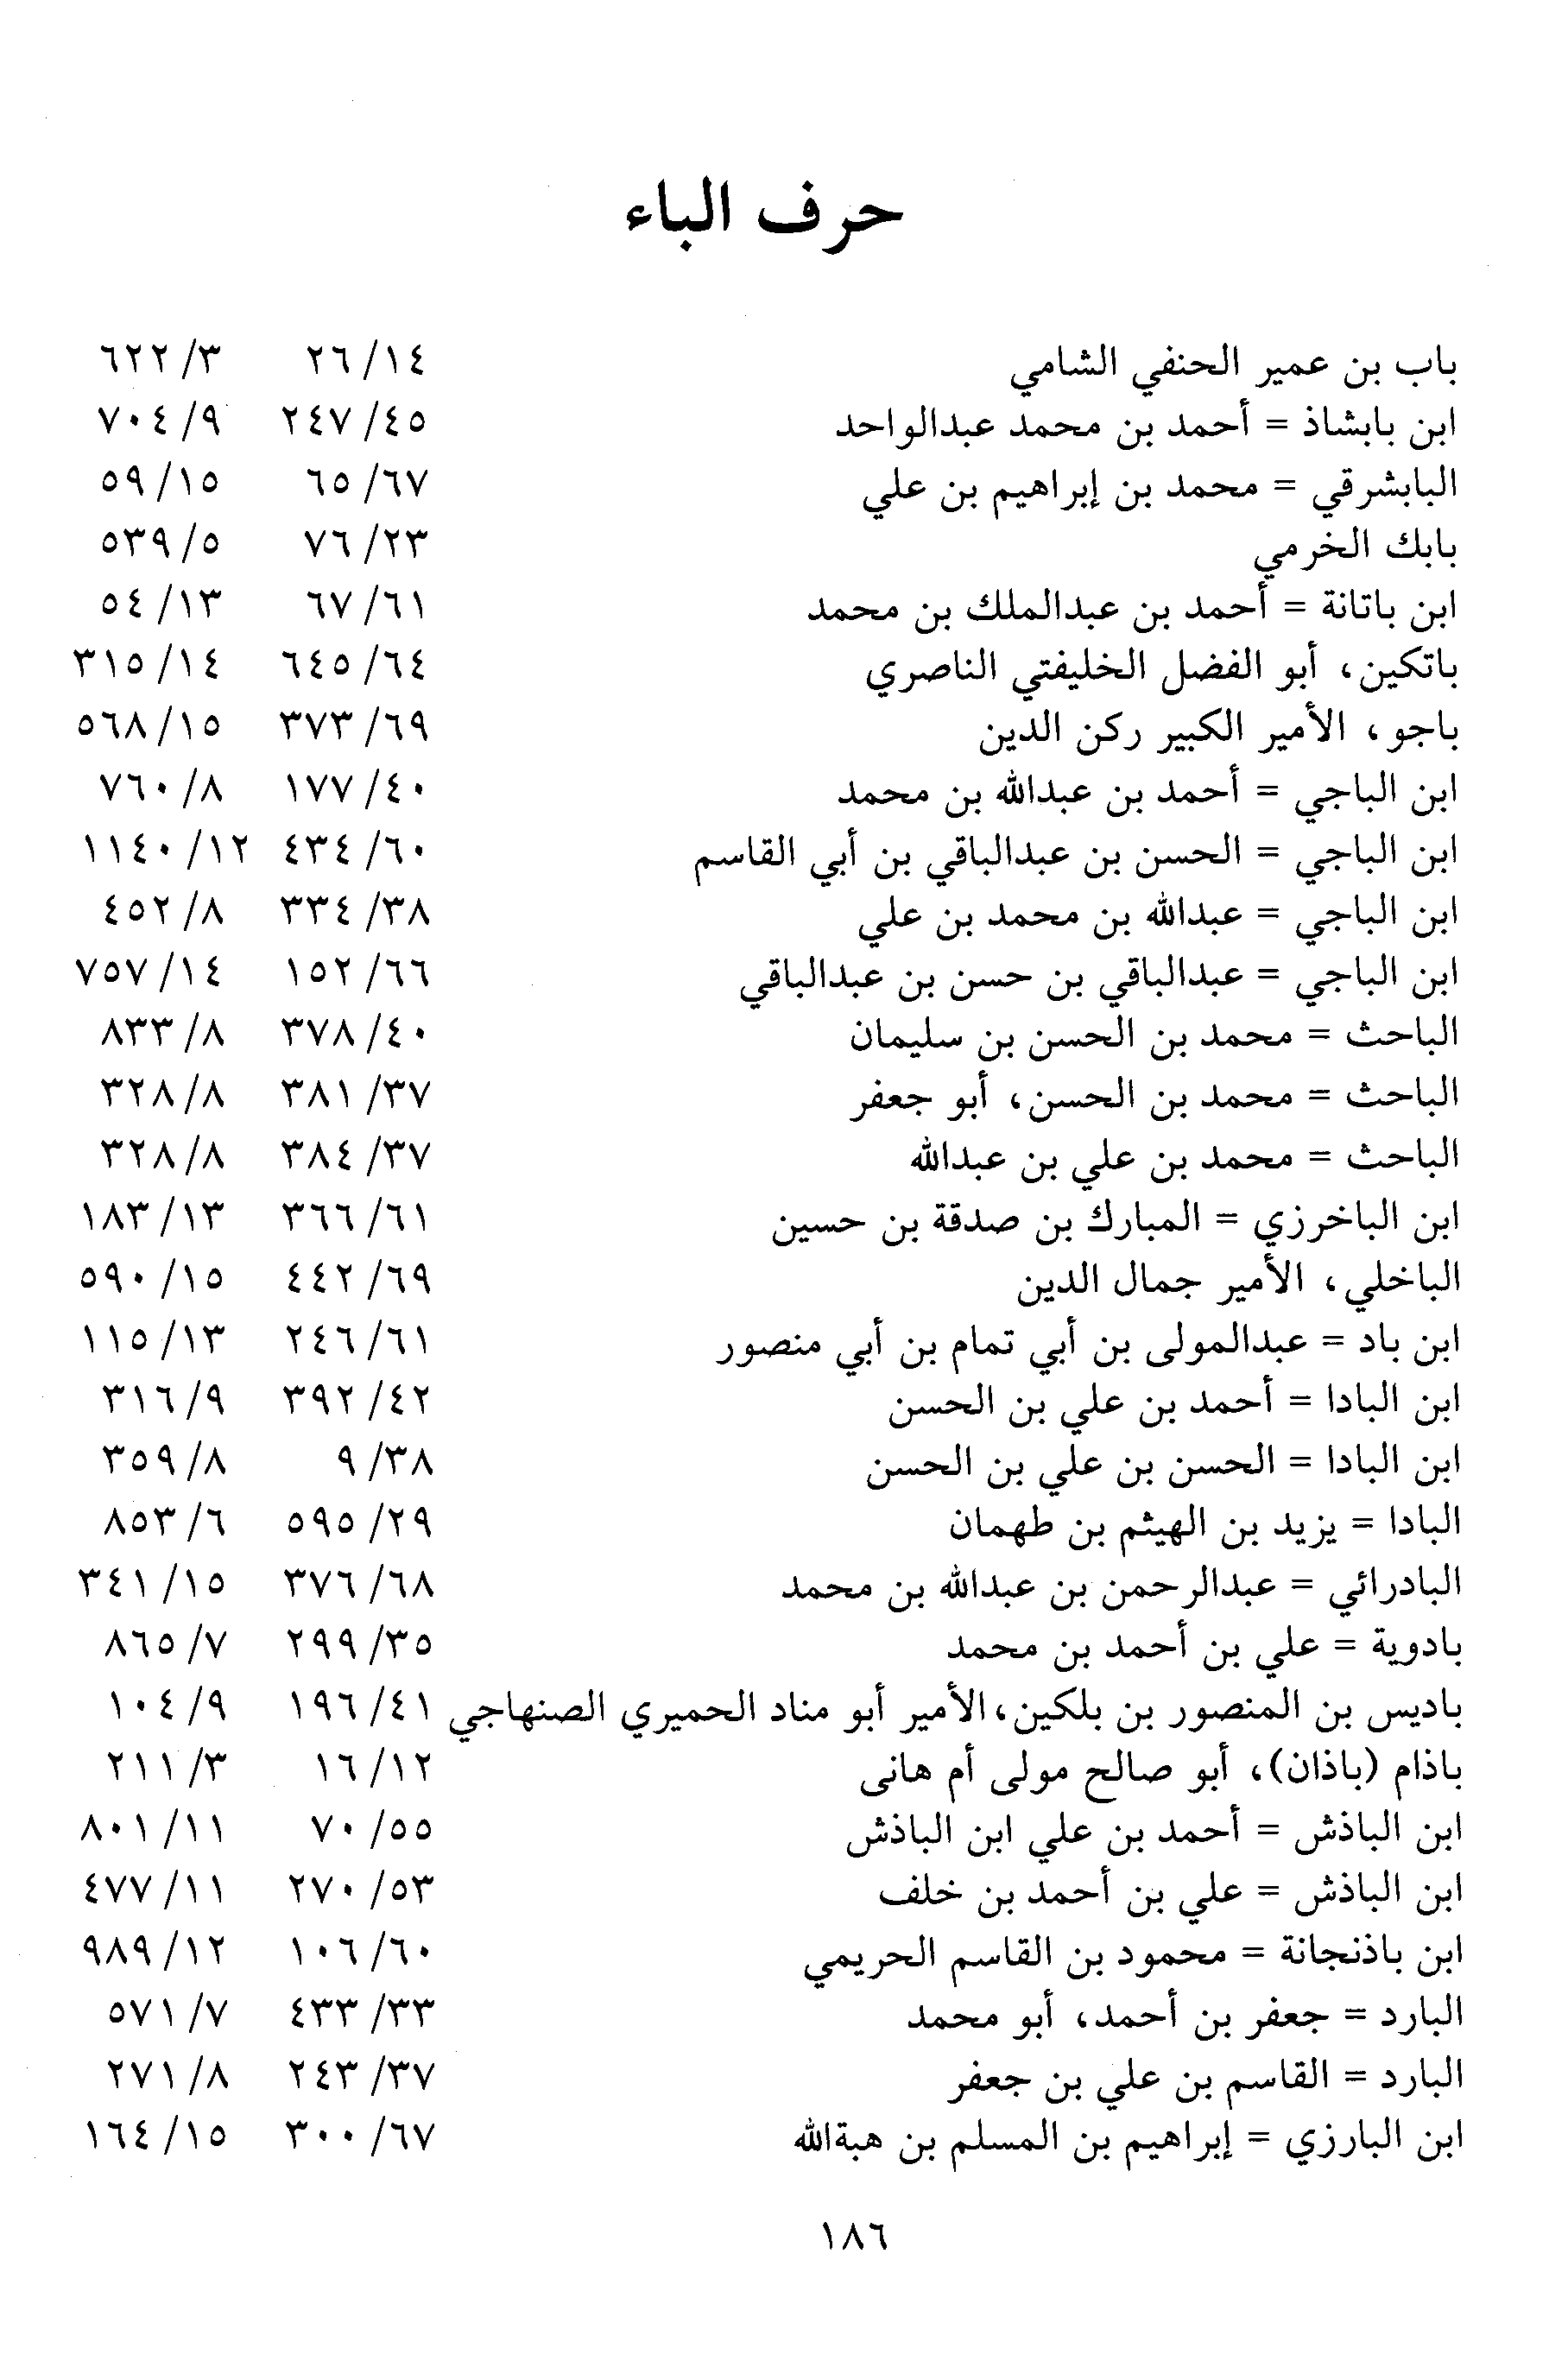 حرف الباء
باب بن عمير الحنفي الشامي ١٤/ ٢٦ ٣/ ٦٢٢
ابن بابشاذ = أحمد بن محمد عبدالواحد ٤٥/ ٢٤٧ ٩/ ٧٠٤
البابشرقي = محمد بن إبراهيم بن علي ٦٧/ ٦٥ ١٥/ ٥٩
بابك الخرمي ٢٣/ ٧٦ ٥/ ٥٣٩
ابن باتانة = أحمد بن عبدالملك بن محمد ٦١/ ٦٧ ١٣/ ٥٤
باتكين، أبو الفضل الخليفتي الناصري ٦٤/ ٦٤٥ ١٤/ ٣١٥
باجو، الأمير الكبير ركن الدين ٦٩/ ٣٧٣ ١٥/ ٥٦٨
ابن الباجي = أحمد بن عبدالله بن محمد ٤٠/ ١٧٧ ٨/ ٧٦٠
ابن الباجي = الحسن بن عبدالباقي بن أبي القاسم ٦٠/ ٤٣٤ ١٢/ ١١٤٠
ابن الباجي = عبدالله بن محمد بن علي ٣٨/ ٣٣٤ ٨/ ٤٥٢
ابن الباجي = عبدالباقي بن حسن بن عبدالباقي ٦٦/ ١٥٢ ١٤/ ٧٥٧
الباحث = محمد بن الحسن بن سليمان ٤٠/ ٣٧٨ ٨/ ٨٣٣
الباحث = محمد بن الحسن، أبو جعفر ٣٧/ ٣٨١ ٨/ ٣٢٨
الباحث = محمد بن علي بن عبدالله ٣٧/ ٣٨٤ ٨/ ٣٢٨
ابن الباخرزي = المبارك بن صدقة بن حسين ٦١/ ٣٦٦ ١٣/ ١٨٣
الباخلي، الأمير جمال الدين ٦٩/ ٤٤٢ ١٥/ ٥٩٠
ابن باد = عبدالمولى بن أبي تمام بن أبي منصور ٦١/ ٢٤٦ ١٣/ ١١٥
ابن البادا = أحمد بن علي بن الحسن ٤٢/ ٣٩٢ ٩/ ٣١٦
ابن البادا = الحسن بن علي بن الحسن ٣٨/ ٩ ٨/ ٣٥٩
البادا = يزيد بن الهيثم بن طهمان ٢٩/ ٥٩٥ ٦/ ٨٥٣
البادرائي = عبدالرحمن بن عبدالله بن محمد ٦٨/ ٣٧٦ ١٥/ ٣٤١
بادوية = علي بن أحمد بن محمد ٣٥/ ٢٩٩ ٧/ ٨٦٥
باديس بن المنصور بن بلكين، الأمير أبو مناد الحميري الصنهاجي ٤١/ ١٩٦ ٩/ ١٠٤
باذام (باذان)، أبو صالح مولى أم هانى ١٢/ ١٦ ٣/ ٢١١
ابن الباذش = أحمد بن علي ابن الباذش ٥٥/ ٧٠ ١١/ ٨٠١
ابن الباذش = علي بن أحمد بن خلف ٥٣/ ٢٧٠ ١١/ ٤٧٧
ابن باذنجانة = محمود بن القاسم الحريمي ٦٠/ ١٠٦ ١٢/ ٩٨٩
البارد = جعفر بن أحمد، أبو محمد ٣٣/ ٤٣٣ ٧/ ٥٧١
البارد = القاسم بن علي بن جعفر ٣٧/ ٢٤٣ ٨/ ٢٧١
ابن البارزي = إبراهيم بن المسلم بن هبةالله ٦٧/ ٣٠٠ ١٥/ ١٦٤
١٨٦